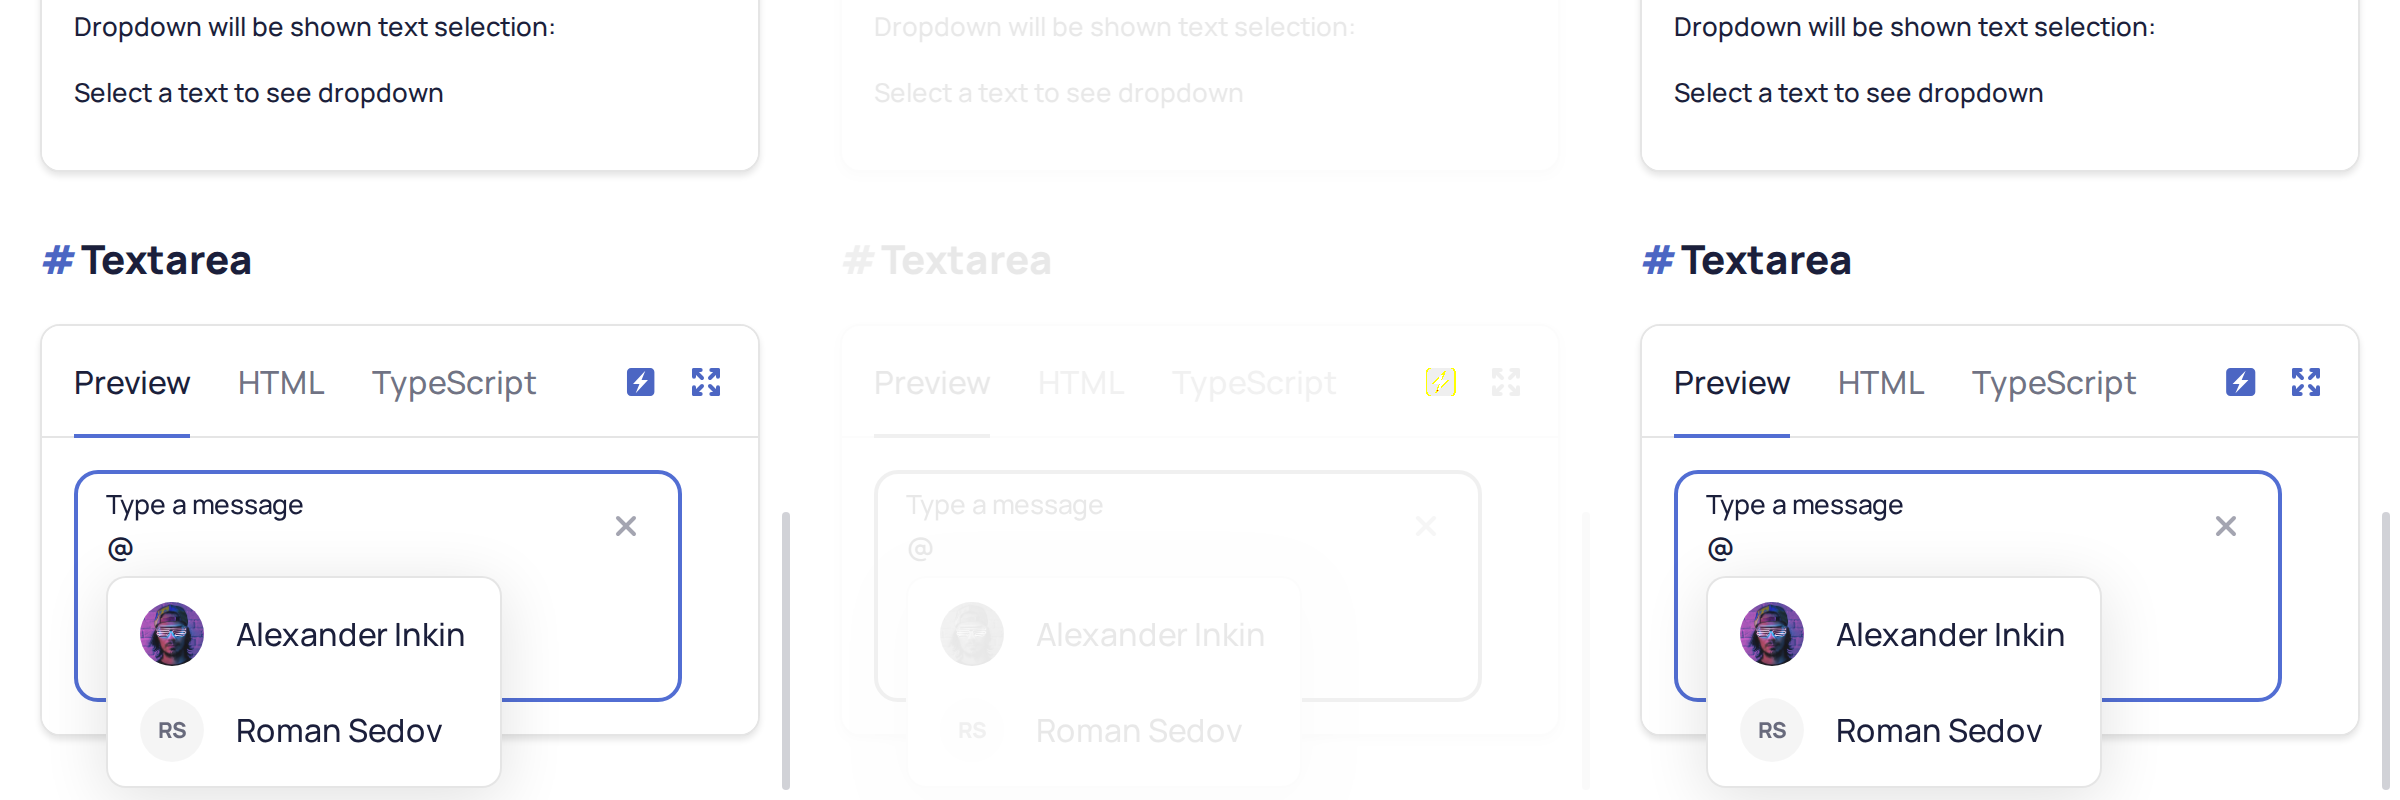 Dropdown will be shown text selection:
Select a text to see dropdown
# Textarea
Preview HTML TypeScript
Type a message
@
Alexander Inkin
RS Roman Sedov
Dropdown will be shown text selection:
Select a text to see dropdown
# Textarea
Preview HTML TypeScript
Type a message
@
Alexander Inkin
RS Roman Sedov
Dropdown will be shown text selection:
Select a text to see dropdown
# Textarea
Preview HTML TypeScript
Type a message
@
Alexander Inkin
RS Roman Sedov